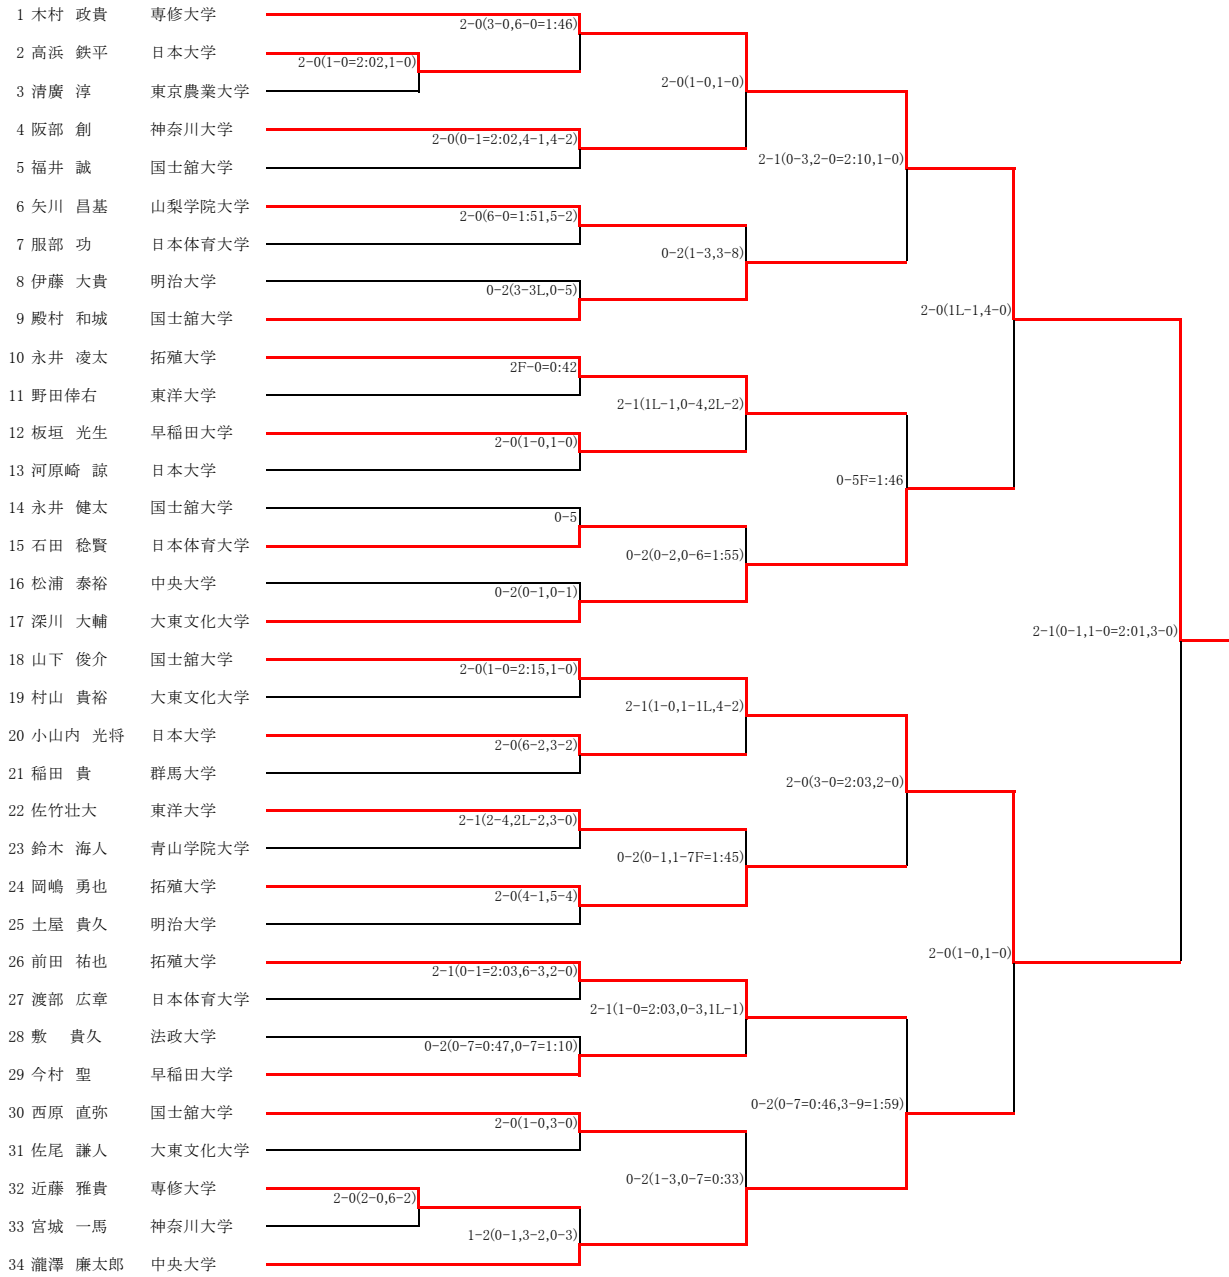 1 木村 政貴 専修大学
2-0(3-0,6-0=1:46)
2 高浜 鉄平 日本大学
2-0(1-0=2:02,1-0)
2-0(1-0,1-0)
3 清廣 淳 東京農業大学
4 阪部 創 神奈川大学
2-0(0-1=2:02,4-1,4-2)
2-1(0-3,2-0=2:10,1-0)
5 福井 誠 国士舘大学
6 矢川 昌基 山梨学院大学
2-0(6-0=1:51,5-2)
7 服部 功 日本体育大学
0-2(1-3,3-8)
8 伊藤 大貴 明治大学
0-2(3-3L,0-5)
2-0(1L-1,4-0)
9 殿村 和城 国士舘大学
10 永井 凌太 拓殖大学
2F-0=0:42
11 野田倖右 東洋大学
2-1(1L-1,0-4,2L-2)
12 板垣 光生 早稲田大学
2-0(1-0,1-0)
13 河原崎 諒 日本大学
0-5F=1:46
14 永井 健太 国士舘大学
0-5
15 石田 稔賢 日本体育大学
0-2(0-2,0-6=1:55)
16 松浦 泰裕 中央大学
0-2(0-1,0-1)
17 深川 大輔 大東文化大学
2-1(0-1,1-0=2:01,3-0)
18 山下 俊介 国士舘大学
2-0(1-0=2:15,1-0)
19 村山 貴裕 大東文化大学
2-1(1-0,1-1L,4-2)
20 小山内 光将 日本大学
2-0(6-2,3-2)
21 稲田 貴 群馬大学
2-0(3-0=2:03,2-0)
22 佐竹壮大 東洋大学
2-1(2-4,2L-2,3-0)
23 鈴木 海人 青山学院大学
0-2(0-1,1-7F=1:45)
24 岡嶋 勇也 拓殖大学
2-0(4-1,5-4)
25 土屋 貴久 明治大学
2-0(1-0,1-0)
26 前田 祐也 拓殖大学
2-1(0-1=2:03,6-3,2-0)
27 渡部 広章 日本体育大学
2-1(1-0=2:03,0-3,1L-1)
28 敷 貴久 法政大学
0-2(0-7=0:47,0-7=1:10)
29 今村 聖 早稲田大学
0-2(0-7=0:46,3-9=1:59)
30 西原 直弥 国士舘大学
2-0(1-0,3-0)
31 佐尾 謙人 大東文化大学
0-2(1-3,0-7=0:33)
32 近藤 雅貴 専修大学
2-0(2-0,6-2)
33 宮城 一馬 神奈川大学
1-2(0-1,3-2,0-3)
34 瀧澤 廉太郎 中央大学